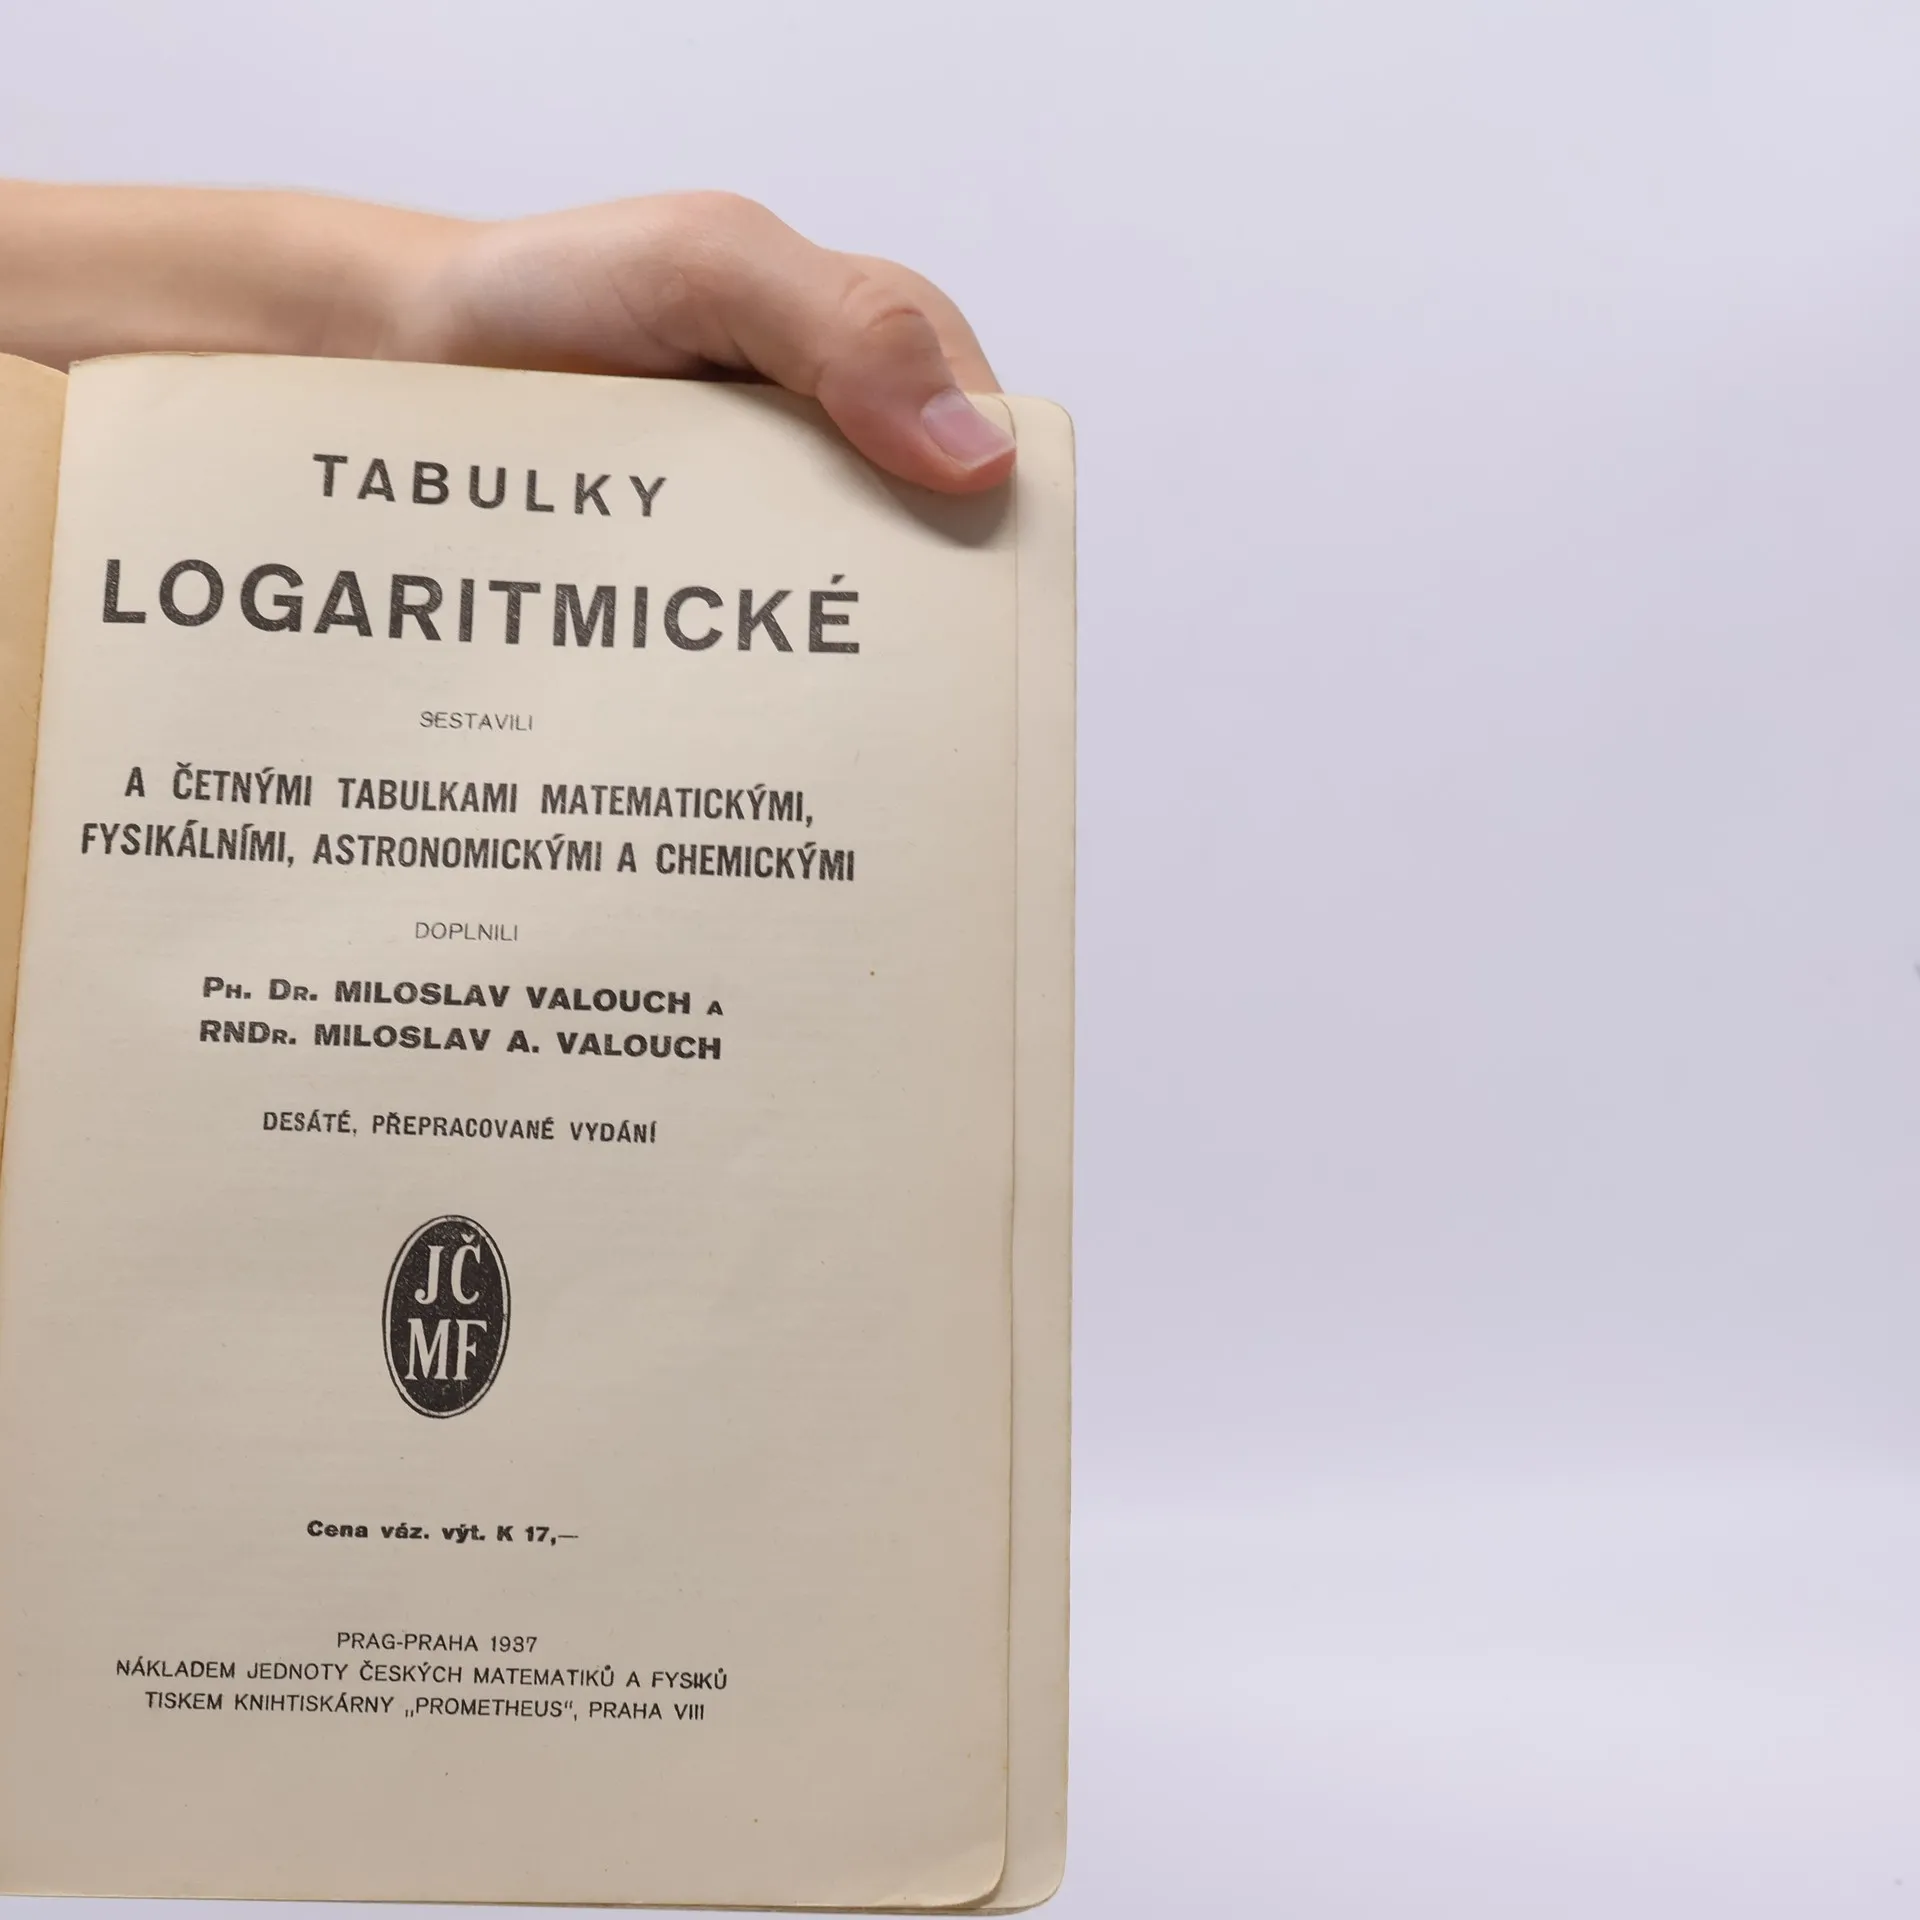 TABULKY
LOGARITMICKÉ
SESTAVILI
A ČETNÝMI TABULKAMI MATEMATICKÝMI,
FYSIKÁLNÍMI, ASTRONOMICKÝMI A CHEMICKÝMI
DOPLNILI
PH. DR. MILOSLAV VALOUCH A
RNDR. MILOSLAV A. VALOUCH
DESÁTÉ, PŘEPRACOVANÉ VYDÁNÍ
JČ
MF
Cena váz. výt. K 17,—
PRAG-PRAHA 1937
NÁKLADEM JEDNOTY ČESKÝCH MATEMATIKŮ A FYSIKŮ
TISKEM KNIHTISKÁRNY „PROMETHEUS“, PRAHA VIII